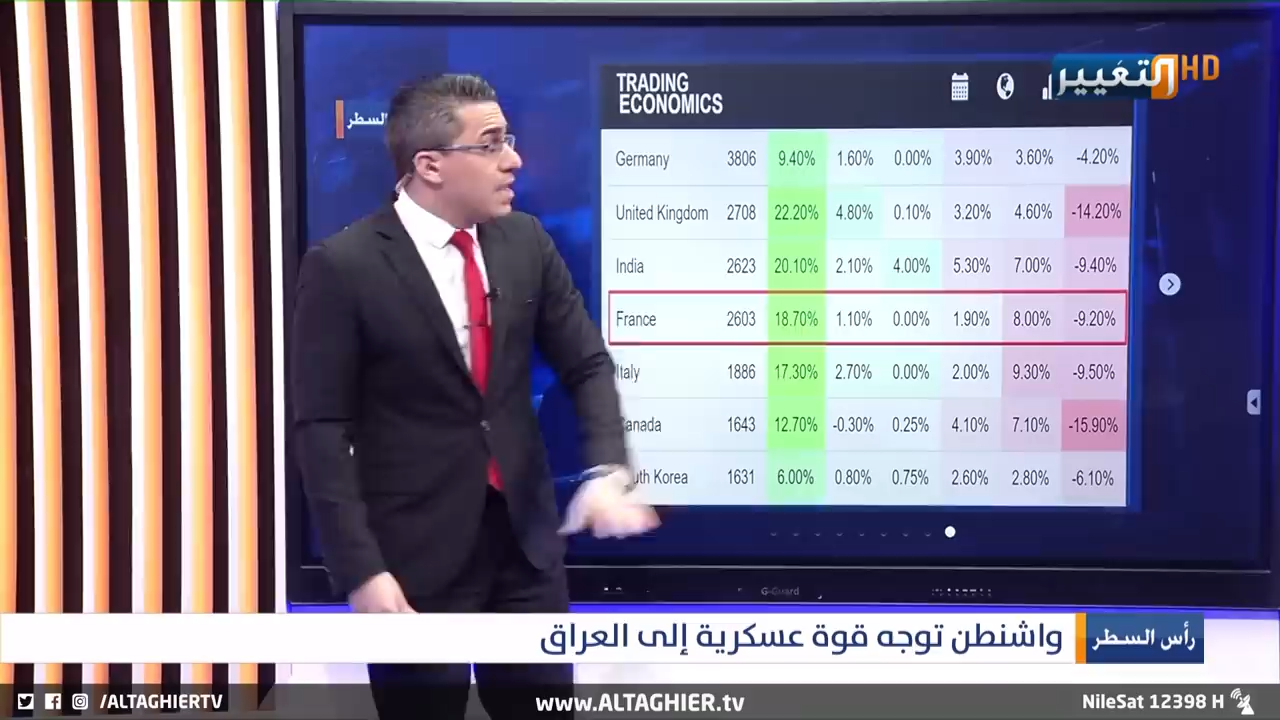 التغيير HD
السطر
TRADING
ECONOMICS
Germany 3806 9.40% 1.60% 0.00% 3.90% 3.60% -4.20%
United Kingdom 2708 22.20% 4.80% 0.10% 3.20% 4.60% -14.20%
India 2623 20.10% 2.10% 4.00% 5.30% 7.00% -9.40%
France 2603 18.70% 1.10% 0.00% 1.90% 8.00% -9.20%
Italy 1886 17.30% 2.70% 0.00% 2.00% 9.30% -9.50%
anada 1643 12.70% -0.30% 0.25% 4.10% 7.10% -15.90%
uth Korea 1631 6.00% 0.80% 0.75% 2.60% 2.80% -6.10%
G-Guard
رأس السطر
واشنطن توجه قوة عسكرية إلى العراق
/ALTAGHIERTV
www.ALTAGHIER.tv
NileSat 12398 H